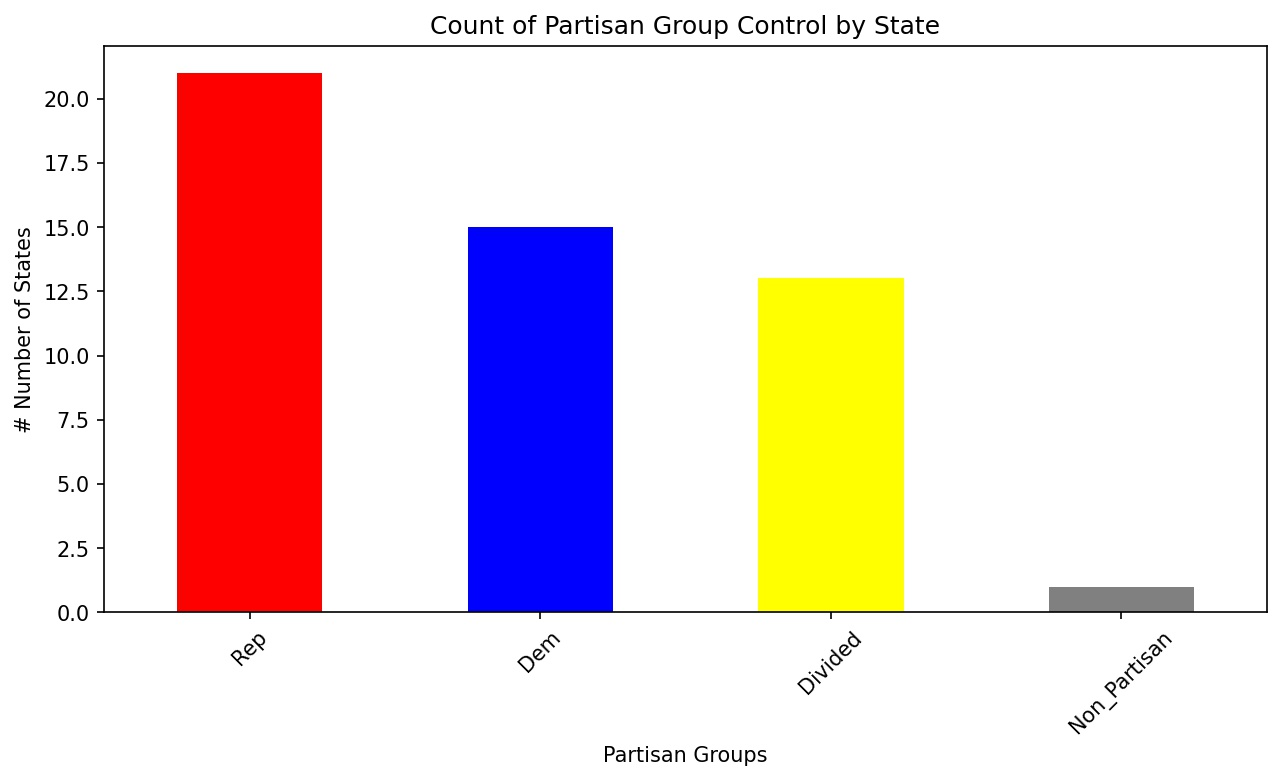 Count of Partisan Group Control by State
# Number of States
20.0
17.5
15.0
12.5
10.0
7.5
5.0
2.5
0.0
Rep
Dem
Divided
Non_Partisan
Partisan Groups